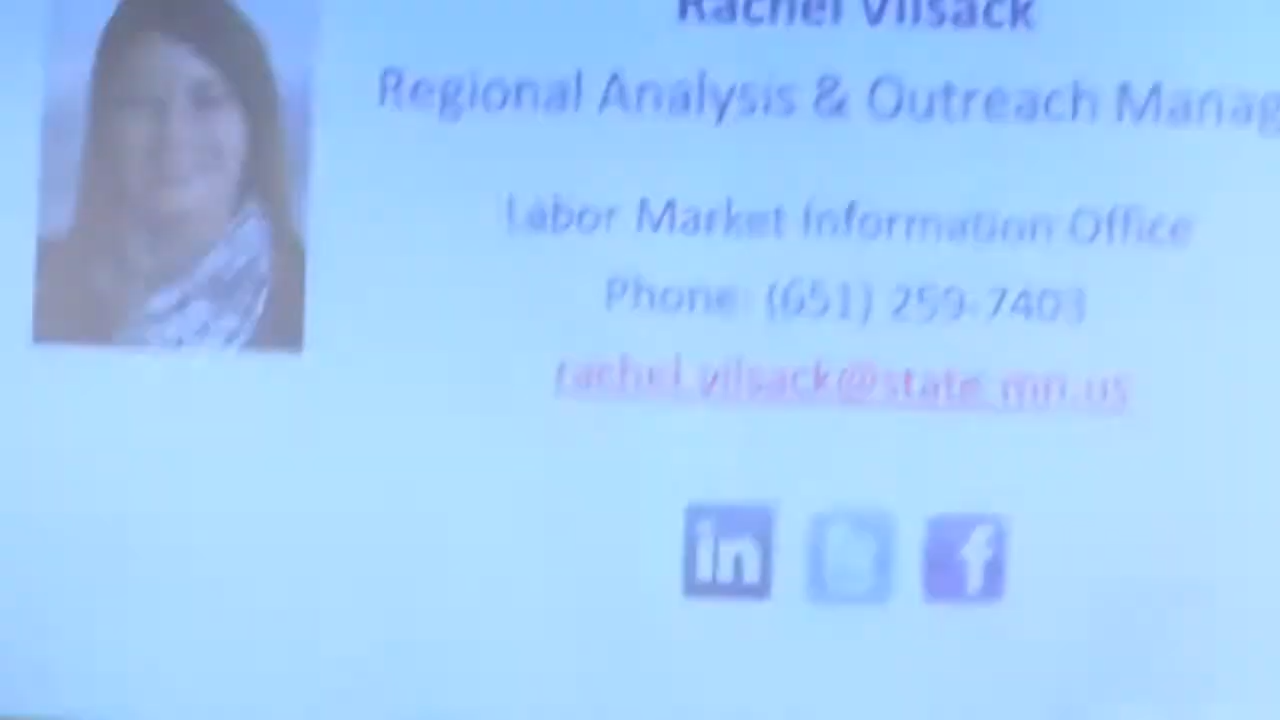 Rachel Vilsack
Regional Analysis & Outreach Manag
Labor Market Information Office
Phone: (651) 259-7403
rachel.vilsack@state.mn.us
in
f